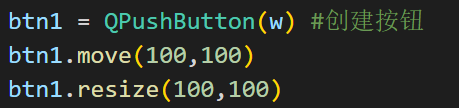 btn1 = QPushButton(w) #创建按钮
btn1.move(100,100)
btn1.resize(100,100)